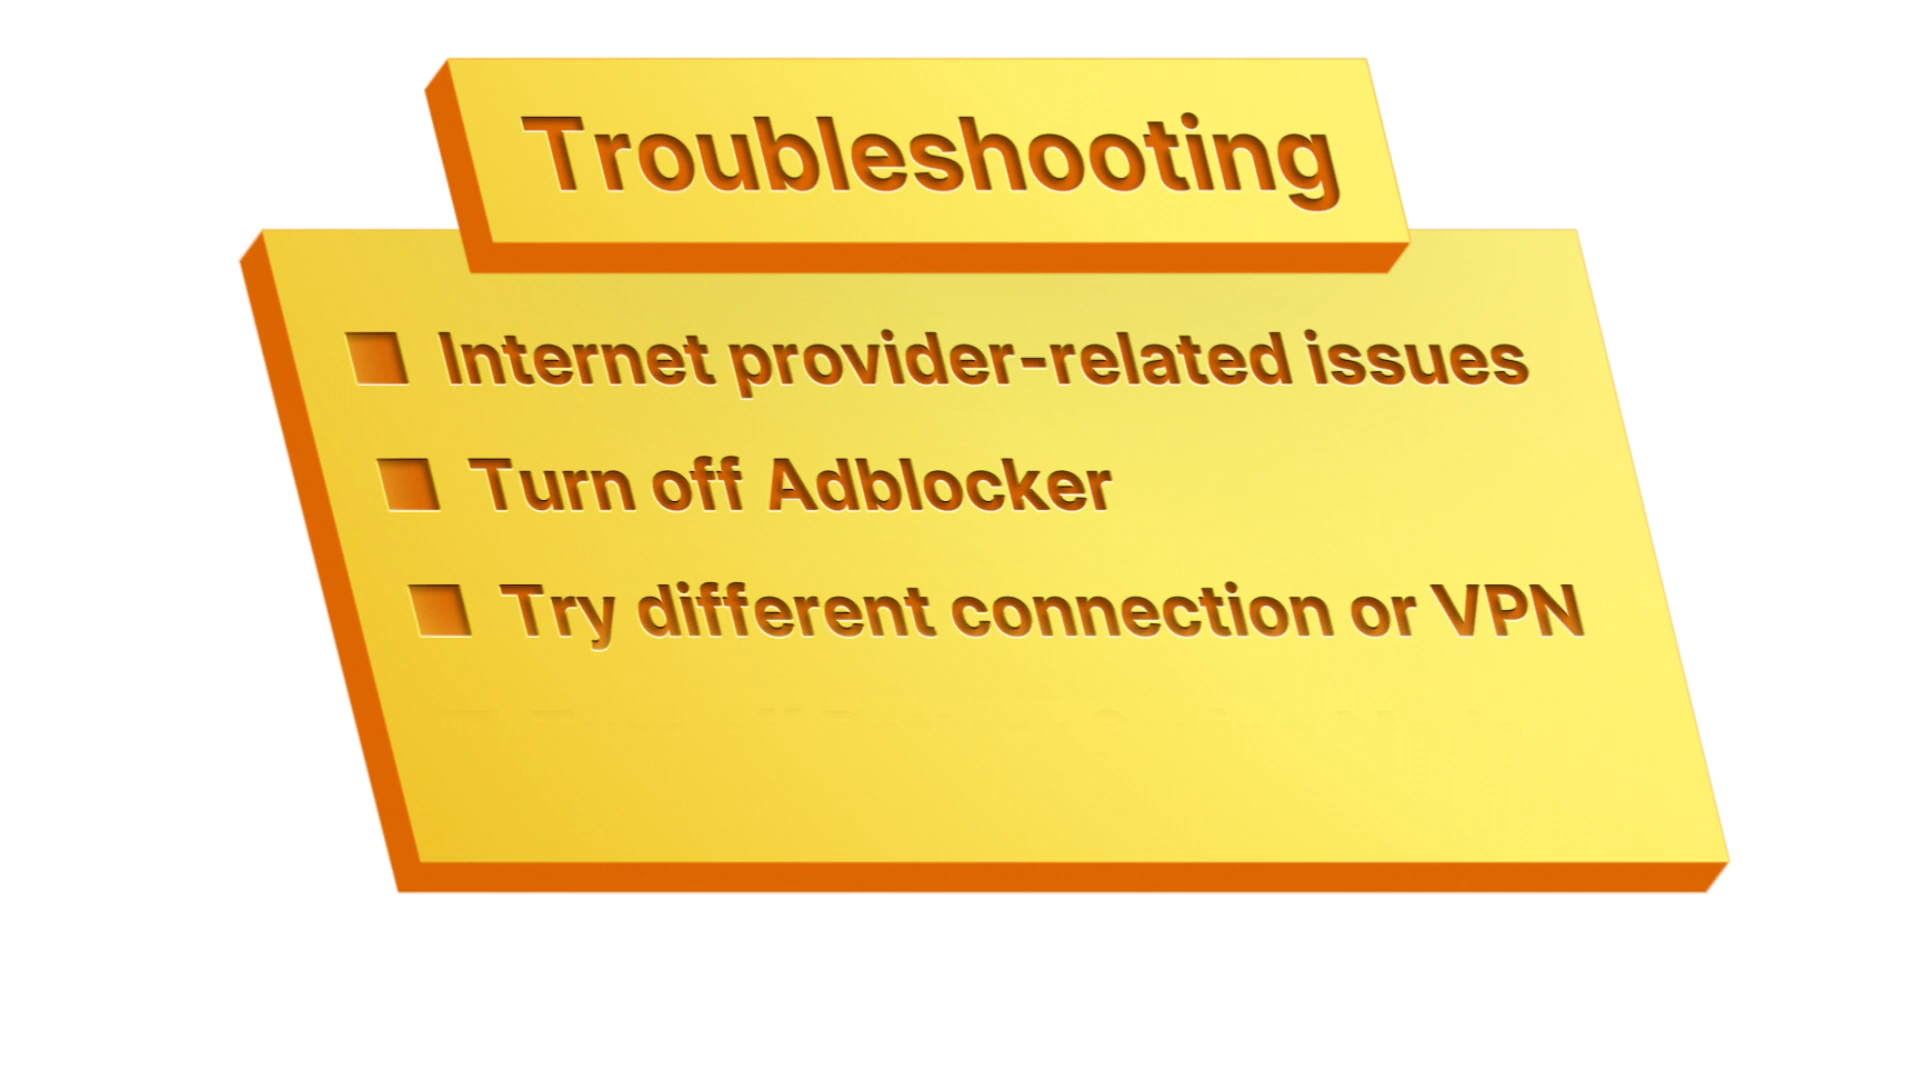 Troubleshooting
Internet provider-related issues
Turn off Adblocker
Try different connection or VPN